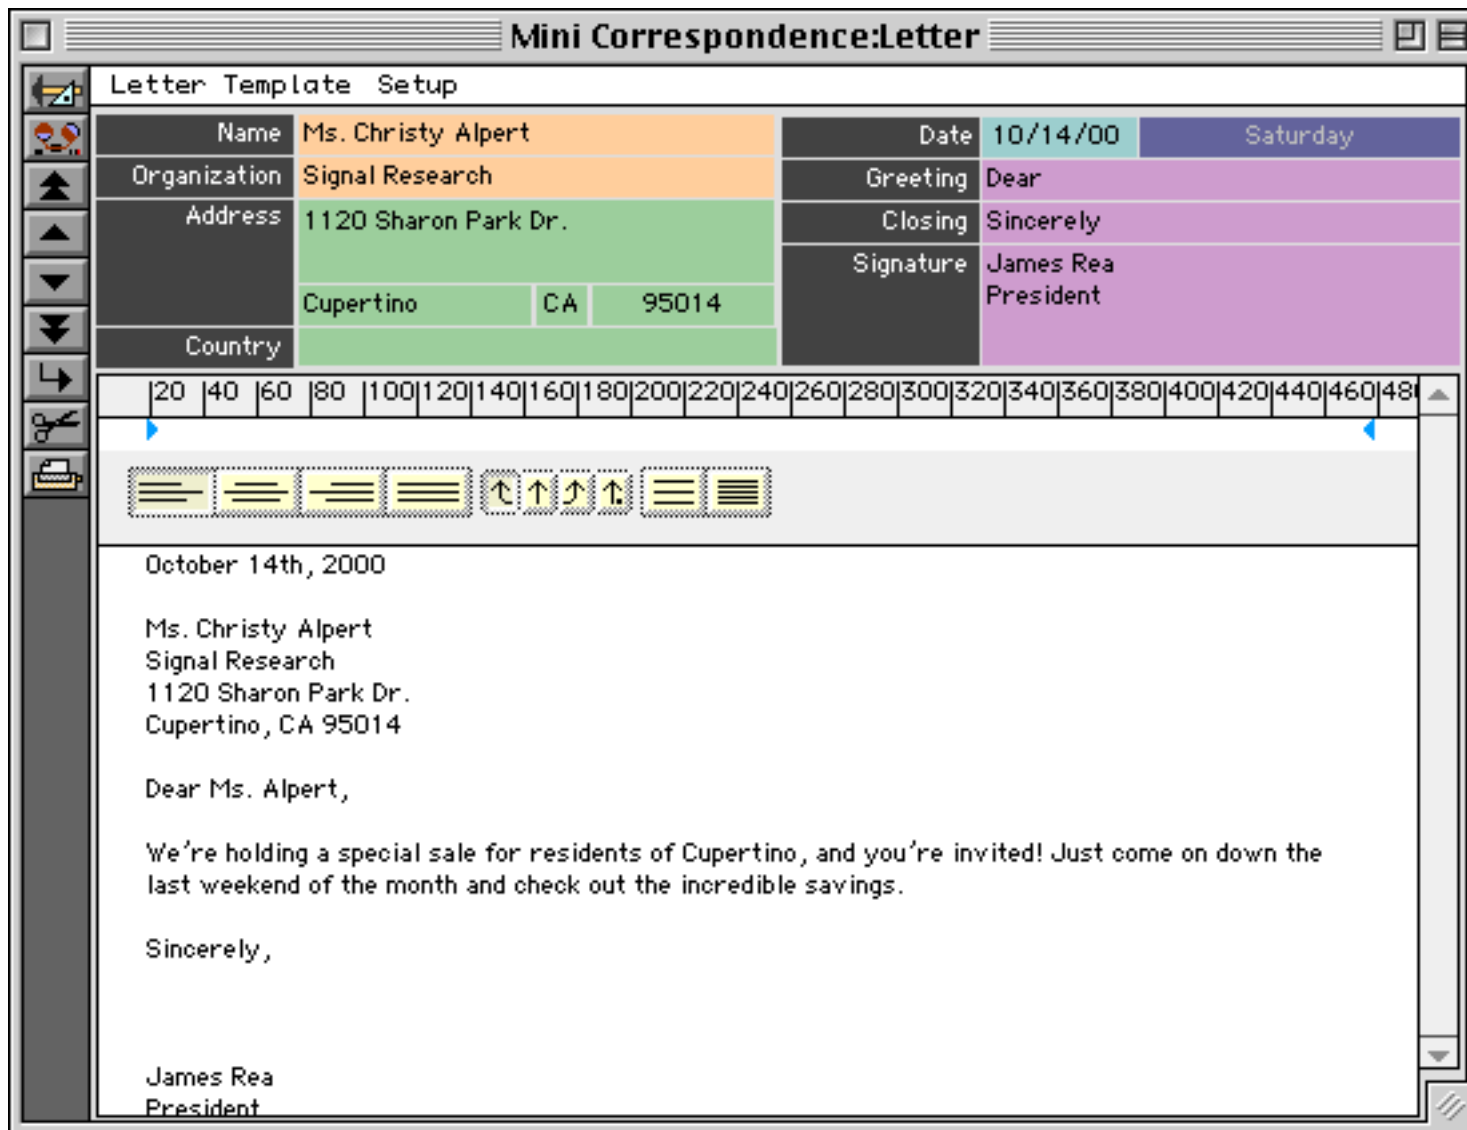 Mini Correspondence:Letter
Letter Template Setup
Name Ms. Christy Alpert
Organization Signal Research
Address 1120 Sharon Park Dr.
Cupertino CA 95014
Country
Date 10/14/00 Saturday
Greeting Dear
Closing Sincerely
Signature James Rea
President
|20 |40 |60 |80 |100|120|140|160|180|200|220|240|260|280|300|320|340|360|380|400|420|440|460|480
October 14th, 2000
Ms. Christy Alpert
Signal Research
1120 Sharon Park Dr.
Cupertino, CA 95014
Dear Ms. Alpert,
We're holding a special sale for residents of Cupertino, and you're invited! Just come on down the
last weekend of the month and check out the incredible savings.
Sincerely,
James Rea
President